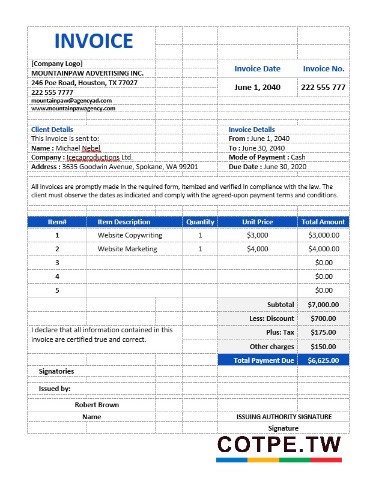 INVOICE
[Company Logo]
MOUNTAINPAW ADVERTISING INC.
246 Poe Road, Houston, TX 77027
222 555 7777
mountainpaw@agencyad.com
www.mountainpawagency.com
Invoice Date Invoice No.
June 1, 2040 222 555 777
Client Details
This invoice is sent to:
Name : Michael Nebel
Company : Icecaproductions Ltd.
Address : 3635 Goodwin Avenue, Spokane, WA 99201
Invoice Details
From : June 1, 2040
To : June 30, 2040
Mode of Payment : Cash
Due Date : June 30, 2020
All invoices are promptly made in the required form, itemized and verified in compliance with the law. The
client must observe the dates as indicated and comply with the agreed-upon payment terms and conditions.
Item# Item Description Quantity Unit Price Total Amount
1 Website Copywriting 1 $3,000 $3,000.00
2 Website Marketing 1 $4,000 $4,000.00
3 $0.00
4 $0.00
5 $0.00
Subtotal $7,000.00
Less: Discount $700.00
Plus: Tax $175.00
Other charges $150.00
Total Payment Due $6,625.00
I declare that all information contained in this
invoice are certified true and correct.
Signatories
Issued by:
Robert Brown
Name
ISSUING AUTHORITY SIGNATURE
Signature
COTPE.TW